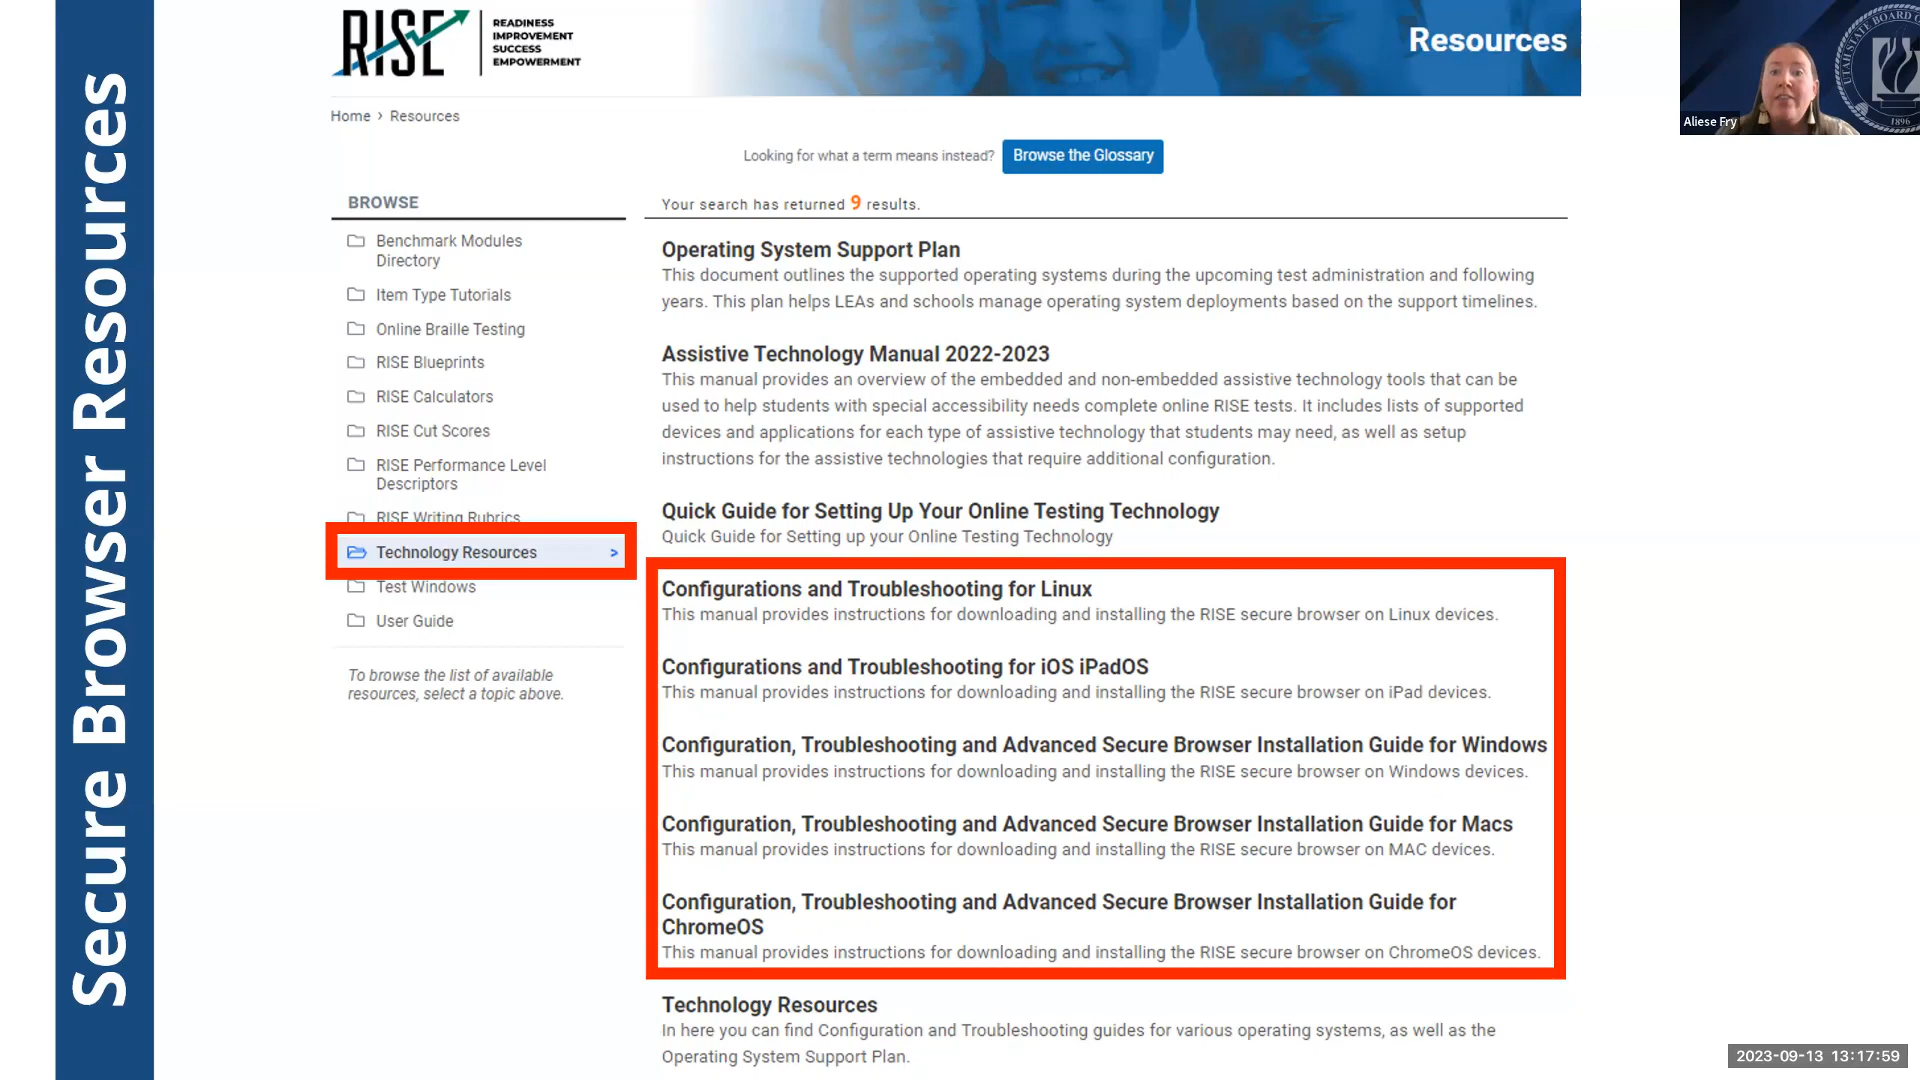 Secure Browser Resources
RISE
READINESS
IMPROVEMENT
SUCCESS
EMPOWERMENT
Resources
UTAH STATE BOARD O
1896
Aliese Fry
Home › Resources
Looking for what a term means instead? Browse the Glossary
BROWSE
Benchmark Modules
Directory
Item Type Tutorials
Online Braille Testing
RISE Blueprints
RISE Calculators
RISE Cut Scores
RISE Performance Level
Descriptors
RISE Writing Rubrics
Technology Resources >
Test Windows
User Guide
To browse the list of available
resources, select a topic above.
Your search has returned 9 results.
Operating System Support Plan
This document outlines the supported operating systems during the upcoming test administration and following
years. This plan helps LEAs and schools manage operating system deployments based on the support timelines.
Assistive Technology Manual 2022-2023
This manual provides an overview of the embedded and non-embedded assistive technology tools that can be
used to help students with special accessibility needs complete online RISE tests. It includes lists of supported
devices and applications for each type of assistive technology that students may need, as well as setup
instructions for the assistive technologies that require additional configuration.
Quick Guide for Setting Up Your Online Testing Technology
Quick Guide for Setting up your Online Testing Technology
Configurations and Troubleshooting for Linux
This manual provides instructions for downloading and installing the RISE secure browser on Linux devices.
Configurations and Troubleshooting for iOS iPadOS
This manual provides instructions for downloading and installing the RISE secure browser on iPad devices.
Configuration, Troubleshooting and Advanced Secure Browser Installation Guide for Windows
This manual provides instructions for downloading and installing the RISE secure browser on Windows devices.
Configuration, Troubleshooting and Advanced Secure Browser Installation Guide for Macs
This manual provides instructions for downloading and installing the RISE secure browser on MAC devices.
Configuration, Troubleshooting and Advanced Secure Browser Installation Guide for
ChromeOS
This manual provides instructions for downloading and installing the RISE secure browser on ChromeOS devices.
Technology Resources
In here you can find Configuration and Troubleshooting guides for various operating systems, as well as the
Operating System Support Plan.
2023-09-13 13:17:59